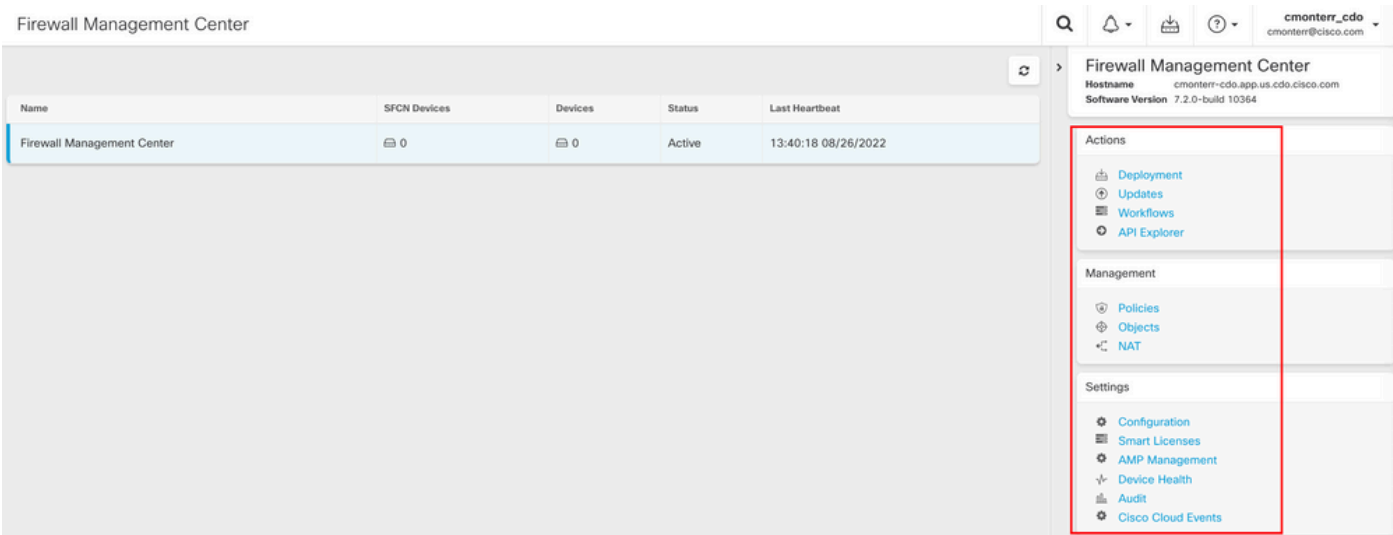 Firewall Management Center
cmonterr_cdo
cmonterr@cisco.com
Name SFCN Devices Devices Status Last Heartbeat
Firewall Management Center 0 0 Active 13:40:18 08/26/2022
Firewall Management Center
Hostname cmonterr-cdo.app.us.cdo.cisco.com
Software Version 7.2.0-build 10364
Actions
Deployment
Updates
Workflows
API Explorer
Management
Policies
Objects
NAT
Settings
Configuration
Smart Licenses
AMP Management
Device Health
Audit
Cisco Cloud Events